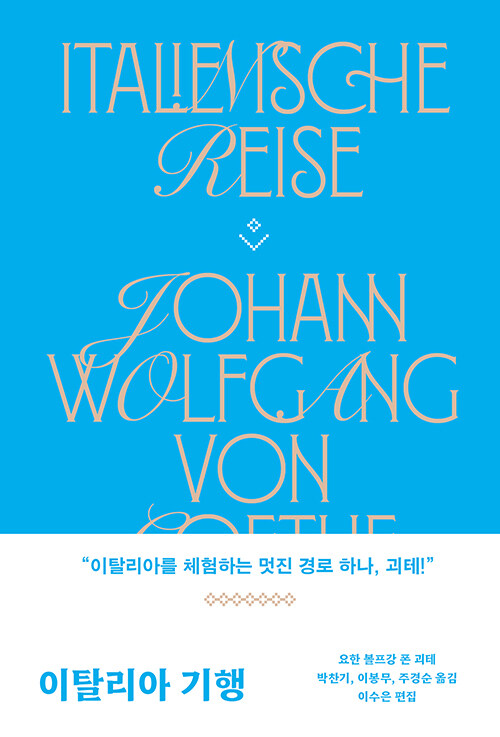 ITALIENISCHE
REISE
JOHANN
WOLFGANG
VON
GOETHE
“이탈리아를 체험하는 멋진 경로 하나, 괴테!”
이탈리아 기행
요한 볼프강 폰 괴테
박찬기, 이봉무, 주경순 옮김
이수은 편집